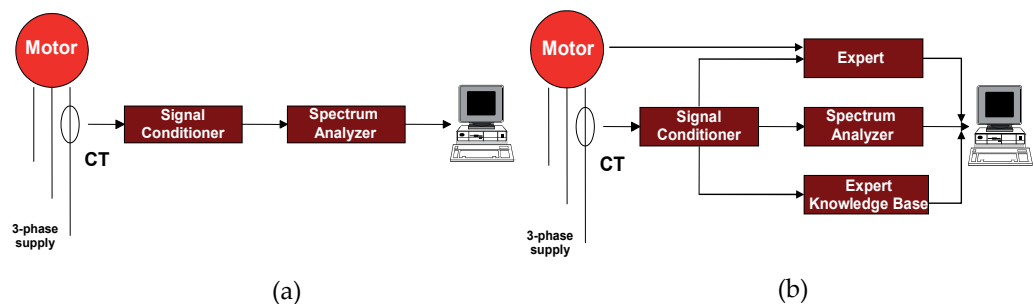 Motor
Signal
Conditioner
Spectrum
Analyzer
CT
3-phase
supply
(a)
Motor
Expert
Signal
Conditioner
Spectrum
Analyzer
CT
Expert
Knowledge Base
3-phase
supply
(b)